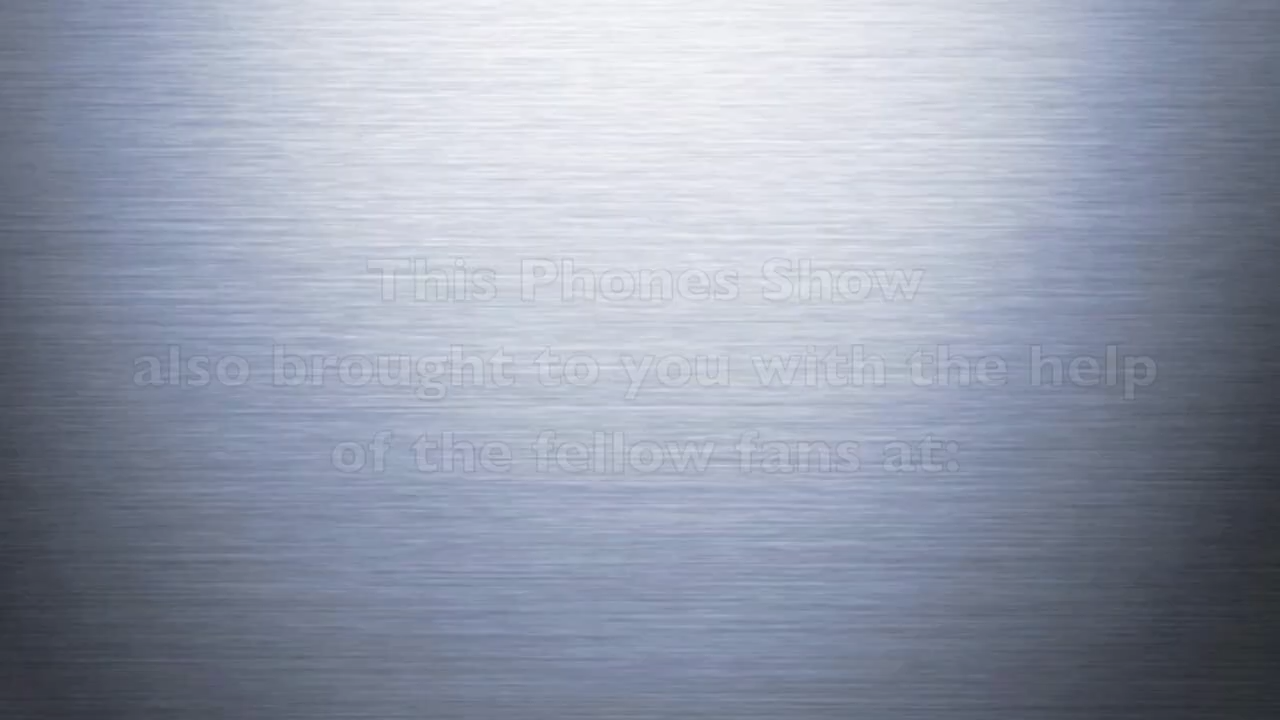 This Phones Show
also brought to you with the help
of the fellow fans at: